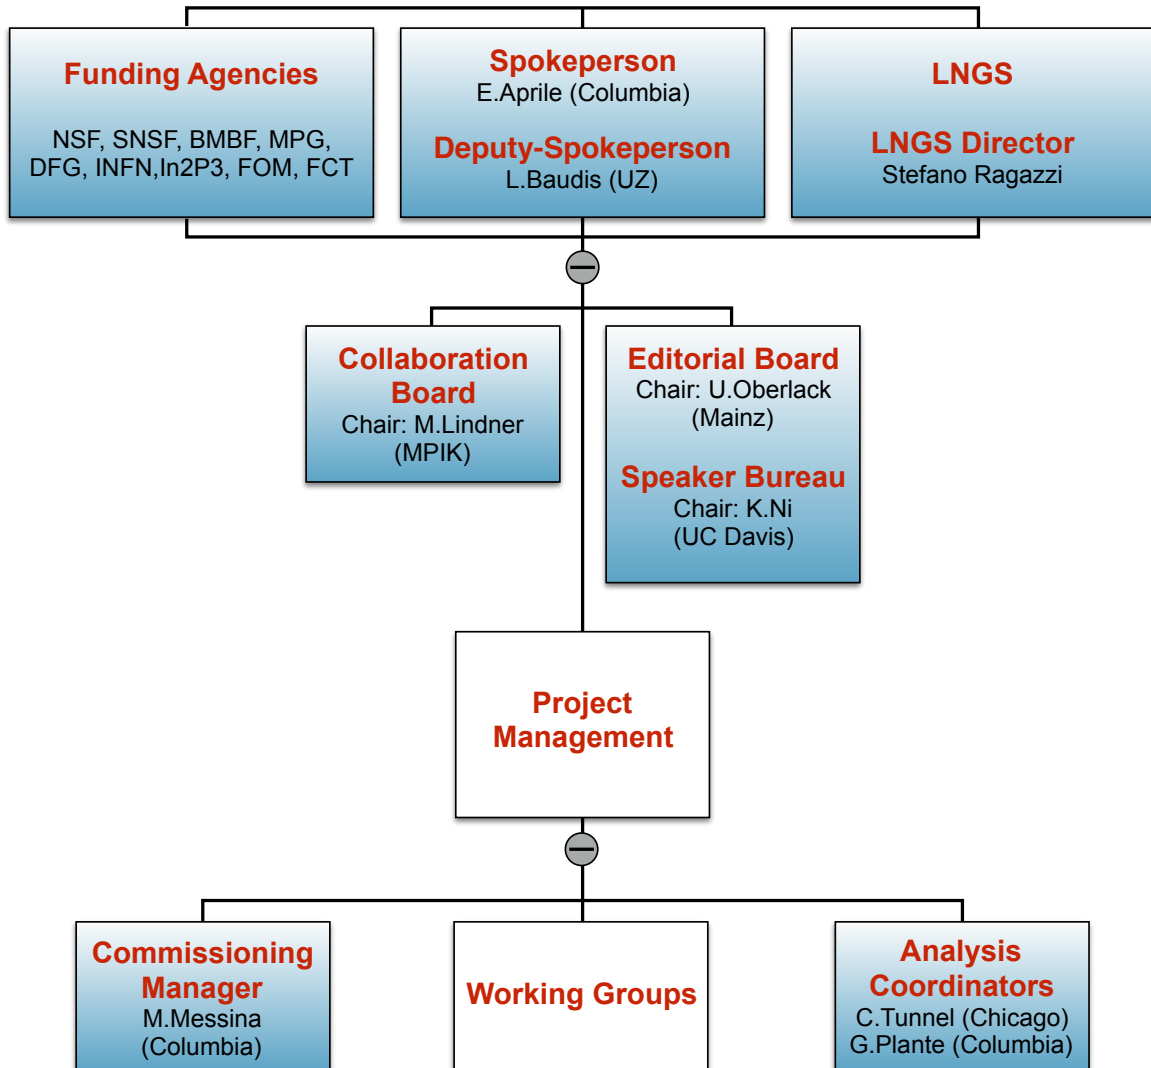 Funding Agencies
NSF, SNSF, BMBF, MPG,
DFG, INFN,In2P3, FOM, FCT
Spokeperson
E.Aprile (Columbia)
Deputy-Spokeperson
L.Baudis (UZ)
LNGS
LNGS Director
Stefano Ragazzi
Collaboration
Board
Chair: M.Lindner
(MPIK)
Editorial Board
Chair: U.Oberlack
(Mainz)
Speaker Bureau
Chair: K.Ni
(UC Davis)
Project
Management
Commissioning
Manager
M.Messina
(Columbia)
Working Groups
Analysis
Coordinators
C.Tunnel (Chicago)
G.Plante (Columbia)